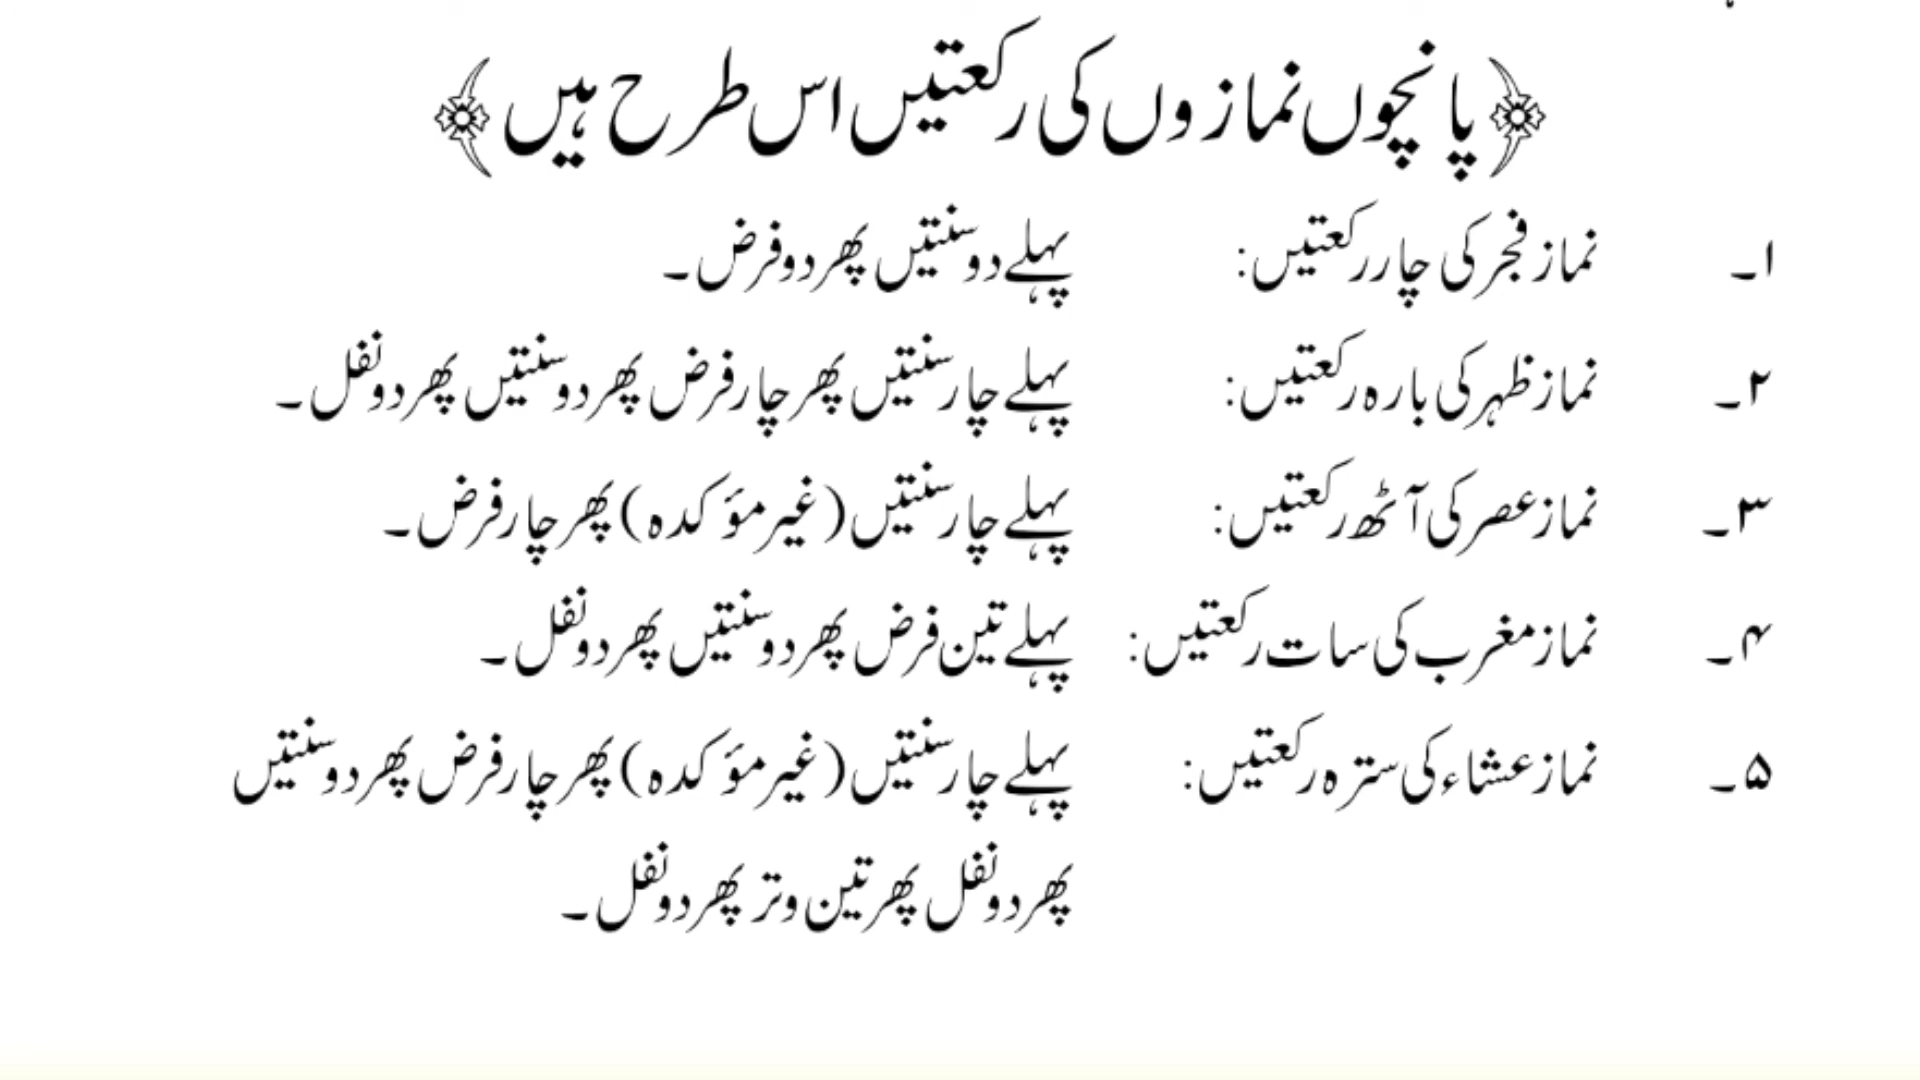 ﴿پانچوں نمازوں کی رکعتیں اس طرح ہیں﴾
۱۔ نماز فجر کی چار رکعتیں: پہلے دو سنتیں پھر دو فرض۔
۲۔ نماز ظہر کی بارہ رکعتیں: پہلے چار سنتیں پھر چار فرض پھر دو سنتیں پھر دو نفل۔
۳۔ نماز عصر کی آٹھ رکعتیں: پہلے چار سنتیں (غیر مؤکدہ) پھر چار فرض۔
۴۔ نماز مغرب کی سات رکعتیں: پہلے تین فرض پھر دو سنتیں پھر دو نفل۔
۵۔ نماز عشاء کی سترہ رکعتیں: پہلے چار سنتیں (غیر مؤکدہ) پھر چار فرض پھر دو سنتیں
پھر دو نفل پھر تین وتر پھر دو نفل۔